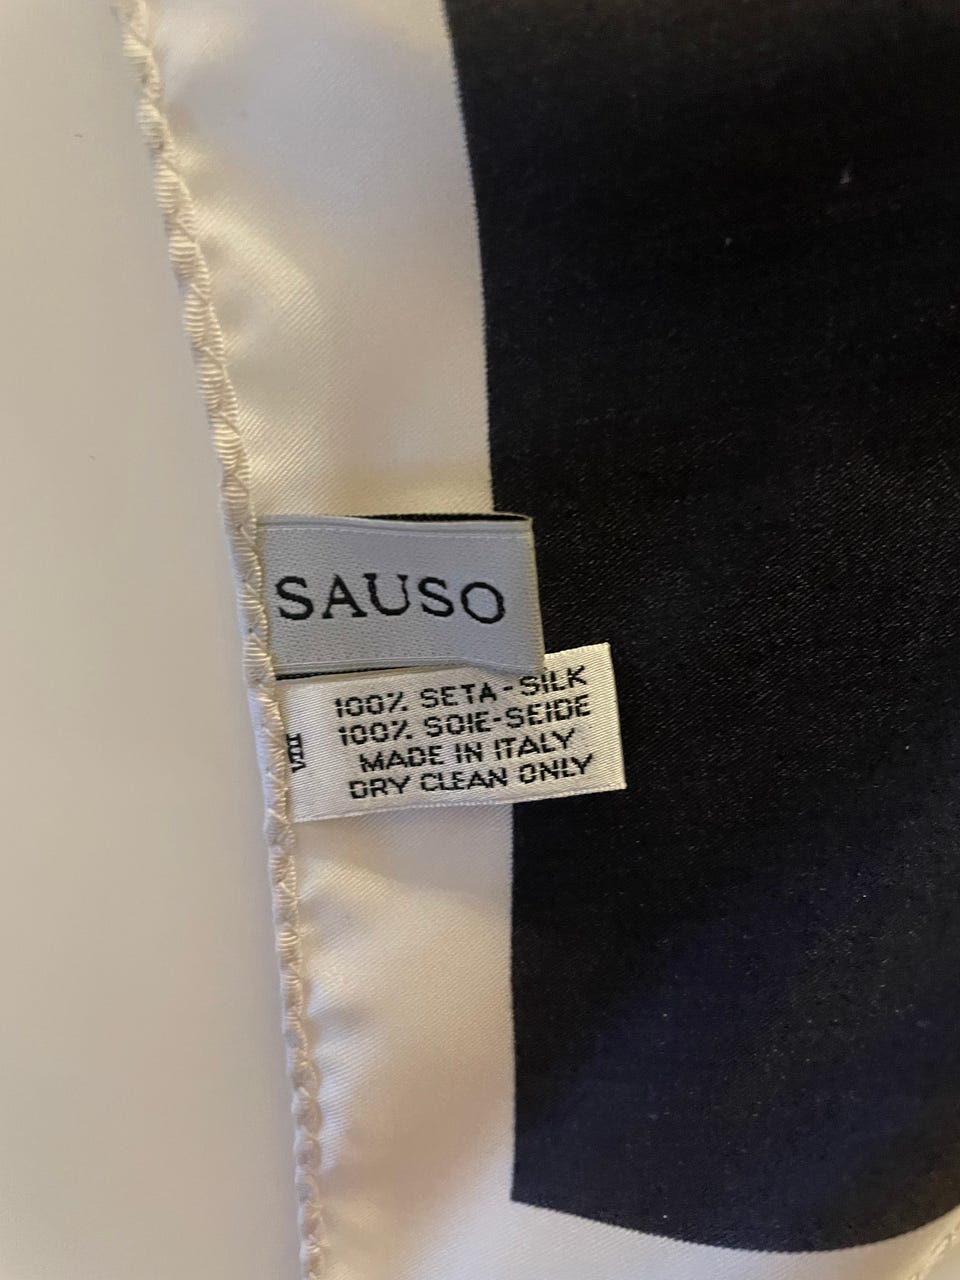 SAUSO
100% SETA-SILK
100% SOIE-SEIDE
MADE IN ITALY
DRY CLEAN ONLY